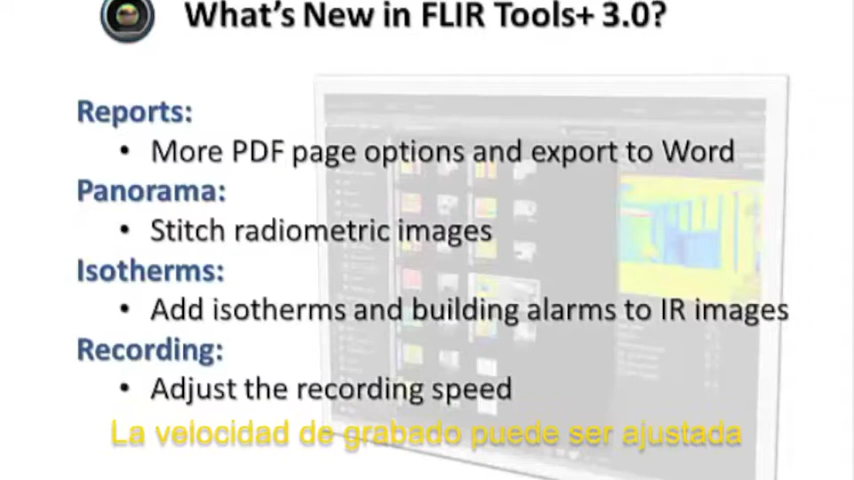 What's New in FLIR Tools+ 3.0?
Reports:
• More PDF page options and export to Word
Panorama:
• Stitch radiometric images
Isotherms:
• Add isotherms and building alarms to IR images
Recording:
• Adjust the recording speed
La velocidad de grabado puede ser ajustada